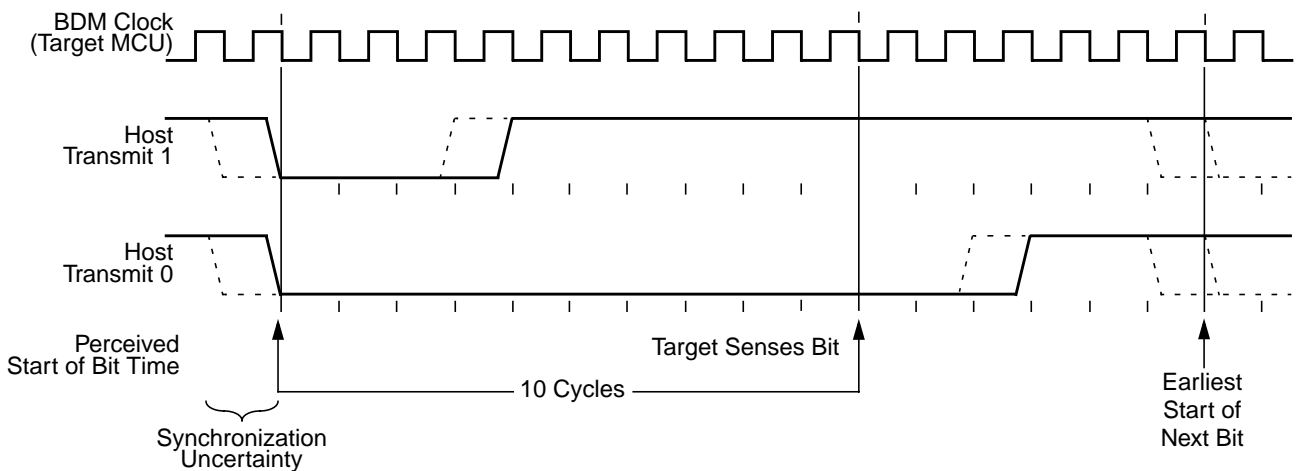 BDM Clock
(Target MCU)
Host
Transmit 1
Host
Transmit 0
Perceived
Start of Bit Time
Target Senses Bit
10 Cycles
Earliest
Start of
Next Bit
Synchronization
Uncertainty